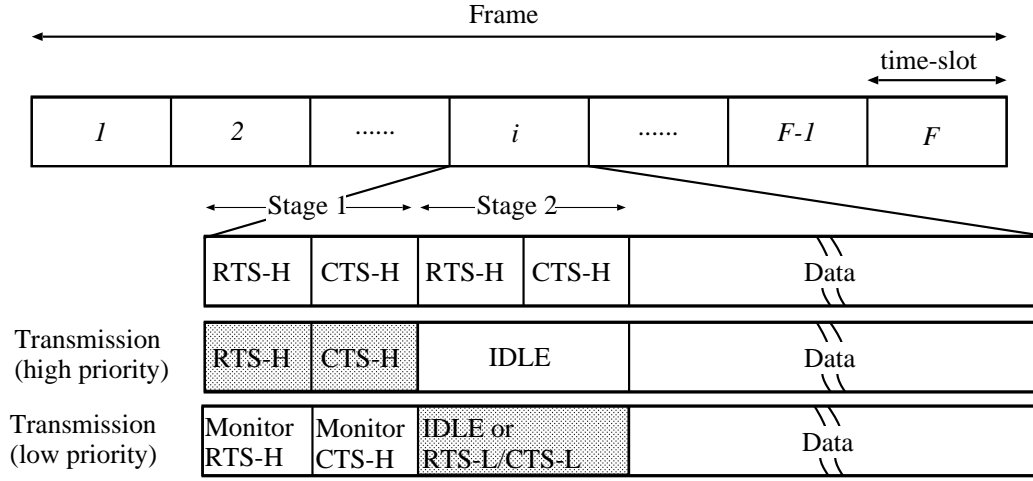 Frame
time-slot
1 2 ...... i ...... F-1 F
Stage 1 Stage 2
RTS-H CTS-H RTS-H CTS-H Data
Transmission
(high priority)
RTS-H CTS-H IDLE Data
Transmission
(low priority)
Monitor
RTS-H
Monitor
CTS-H
IDLE or
RTS-L/CTS-L
Data